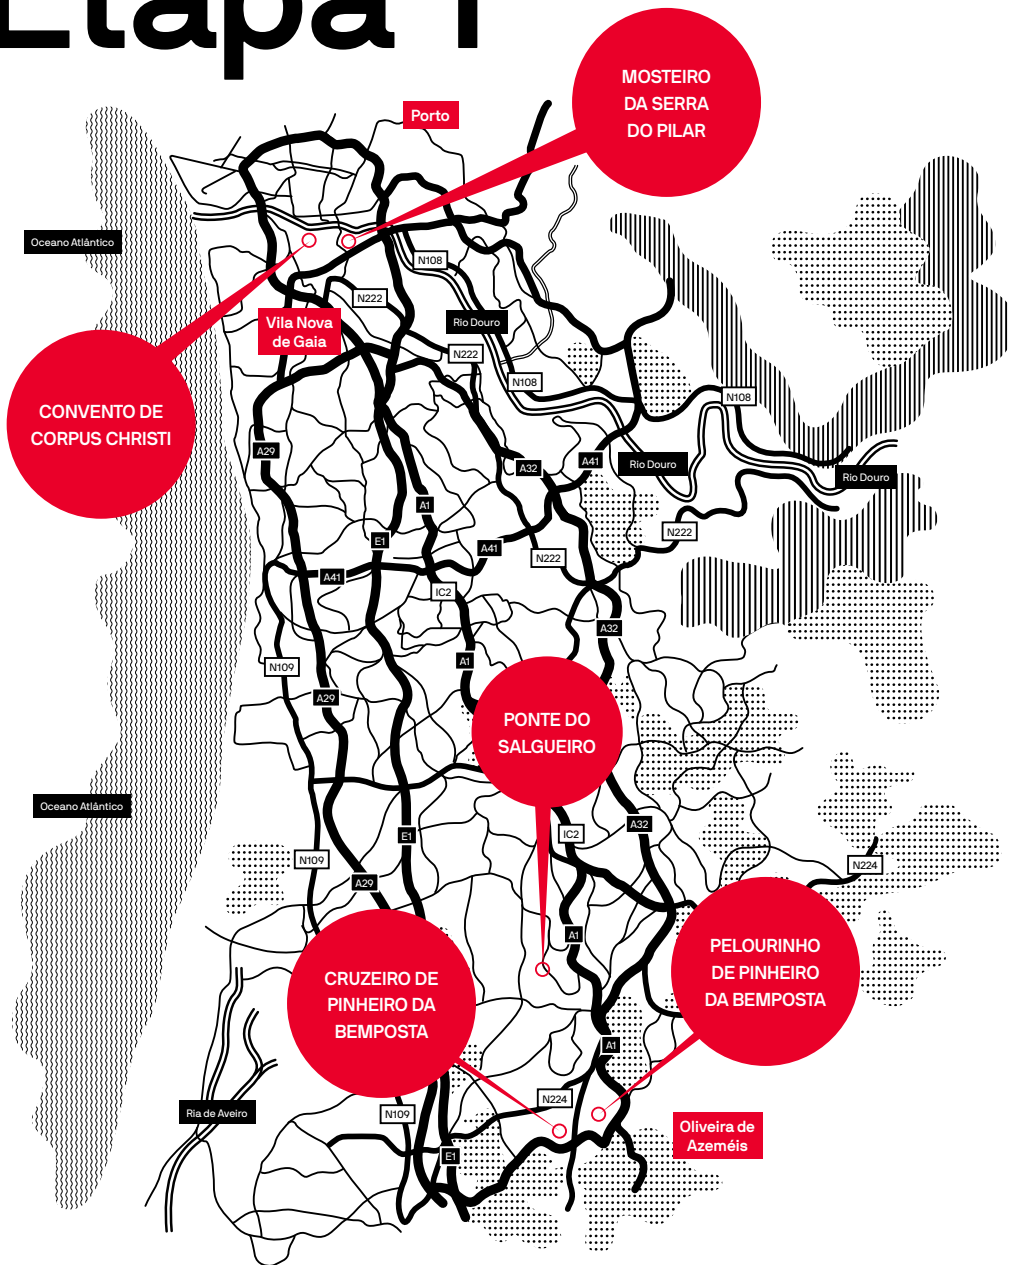 Etapa 1
MOSTEIRO
DA SERRA
DO PILAR
Porto
Oceano Atlântico
N108
N222
Vila Nova
de Gaia
Rio Douro
N222
N108
N108
CONVENTO DE
CORPUS CHRISTI
A29
A32
A41
Rio Douro
Rio Douro
A1
N222
E1
A41
N222
A41
IC2
A32
N109
A1
A29
PONTE DO
SALGUEIRO
Oceano Atlântico
E1
IC2
A32
N109
N224
A29
A1
PELOURINHO
DE PINHEIRO
DA BEMPOSTA
CRUZEIRO DE
PINHEIRO DA
BEMPOSTA
A1
N224
Ria de Aveiro
N109
Oliveira de
Azeméis
E1